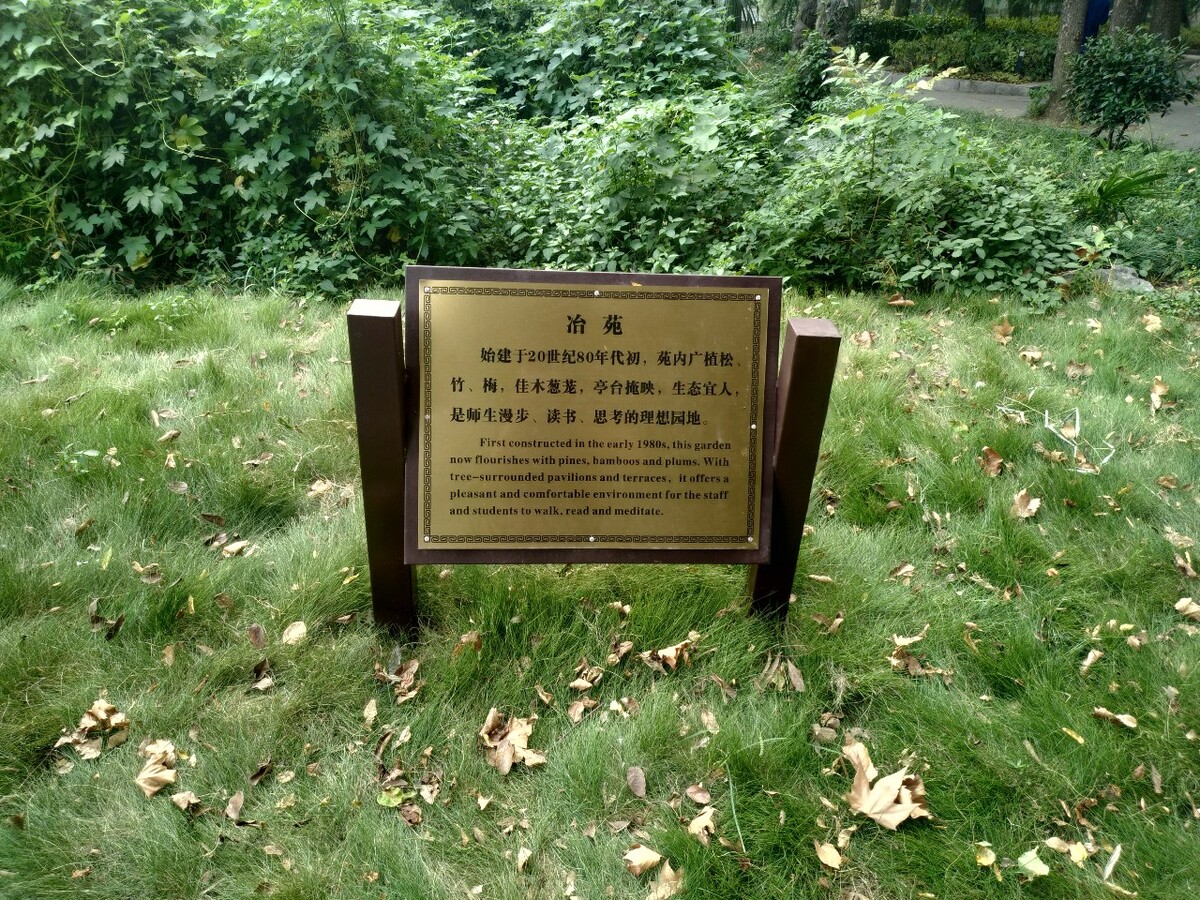 冶苑
始建于20世纪80年代初，苑内广植松、
竹、梅，佳木葱茏，亭台掩映，生态宜人，
是师生漫步、读书、思考的理想园地。
First constructed in the early 1980s, this garden
now flourishes with pines, bamboos and plums. With
tree-surrounded pavilions and terraces, it offers a
pleasant and comfortable environment for the staff
and students to walk, read and meditate.